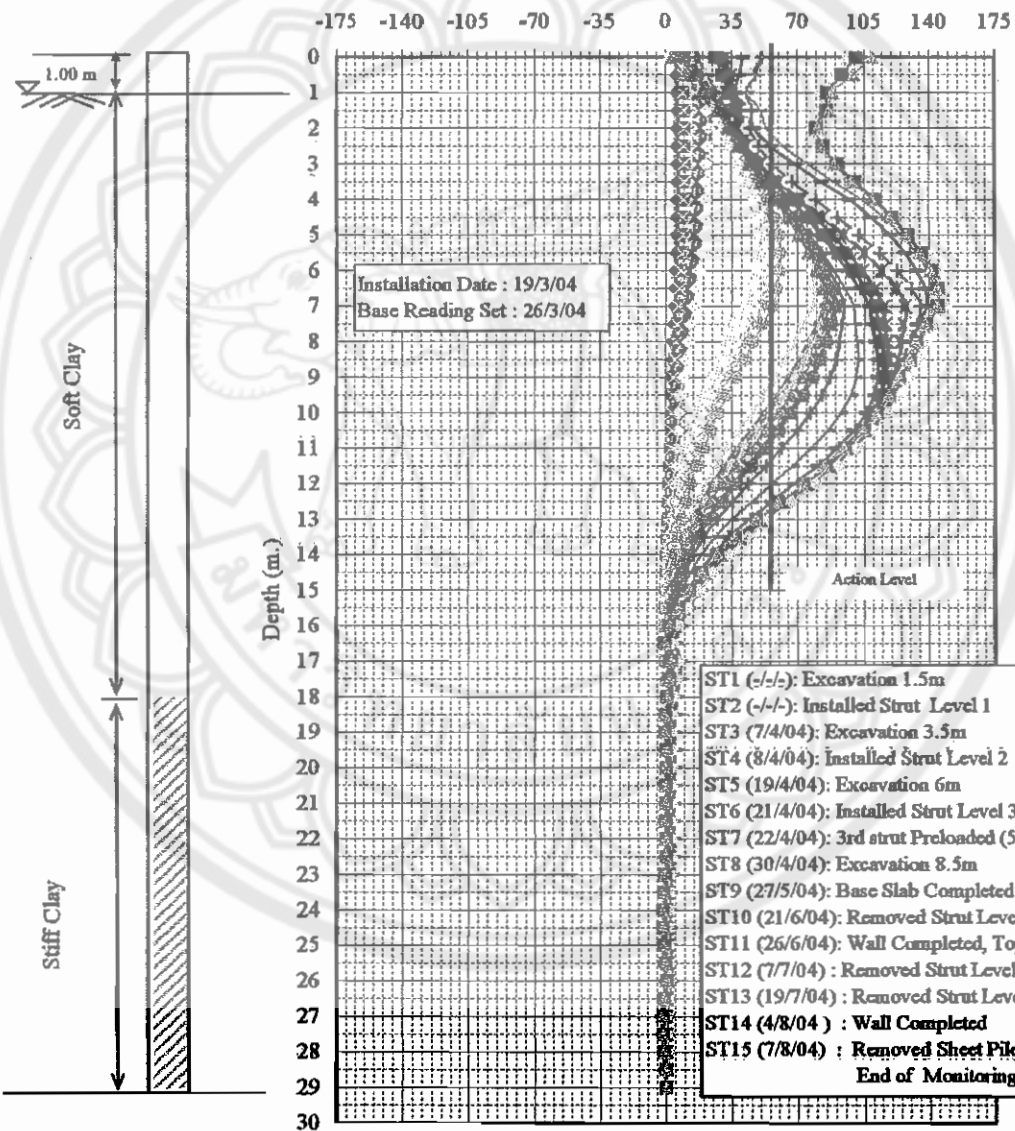 -175 -140 -105 -70 -35 0 35 70 105 140 175
0
1.00 m
1
2
3
4
5
6
Installation Date : 19/3/04
7
Base Reading Set : 26/3/04
8
Soft Clay
9
10
11
12
13
14
Depth (m.)
Action Level
15
16
17
18
ST1 (-/-/-): Excavation 1.5m
ST2 (-/-/-): Installed Strut Level 1
19
ST3 (7/4/04): Excavation 3.5m
20
ST4 (8/4/04): Installed Strut Level 2
21
ST5 (19/4/04): Excavation 6m
ST6 (21/4/04): Installed Strut Level 3
22
ST7 (22/4/04): 3rd strut Preloaded (5
23
ST8 (30/4/04): Excavation 8.5m
ST9 (27/5/04): Base Slab Completed
24
Stiff Clay
ST10 (21/6/04): Removed Strut Leve
25
ST11 (26/6/04): Wall Completed, To
26
ST12 (7/7/04) : Removed Strut Level
ST13 (19/7/04) : Removed Strut Leve
27
ST14 (4/8/04 ) : Wall Completed
28
ST15 (7/8/04) : Removed Sheet Pil
29
End of Monitoring
30